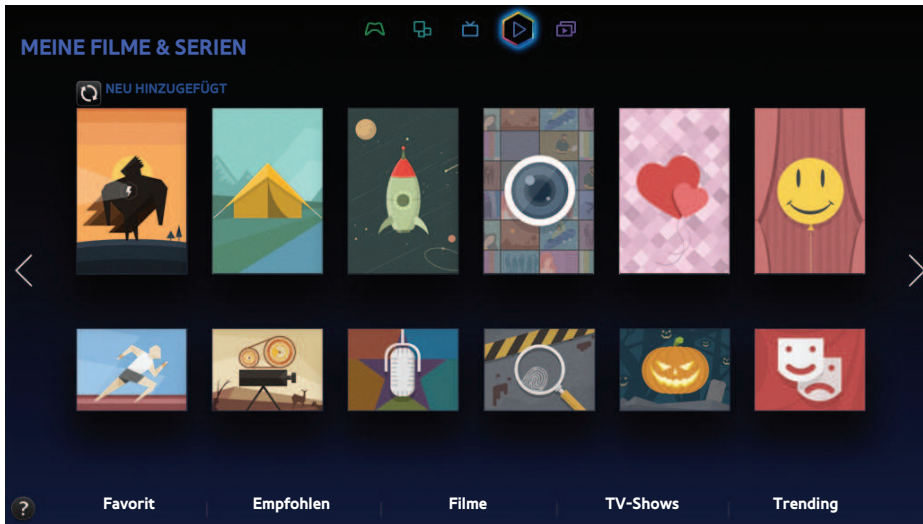 MEINE FILME & SERIEN
NEU HINZUGEFÜGT
?
Favorit
Empfohlen
Filme
TV-Shows
Trending